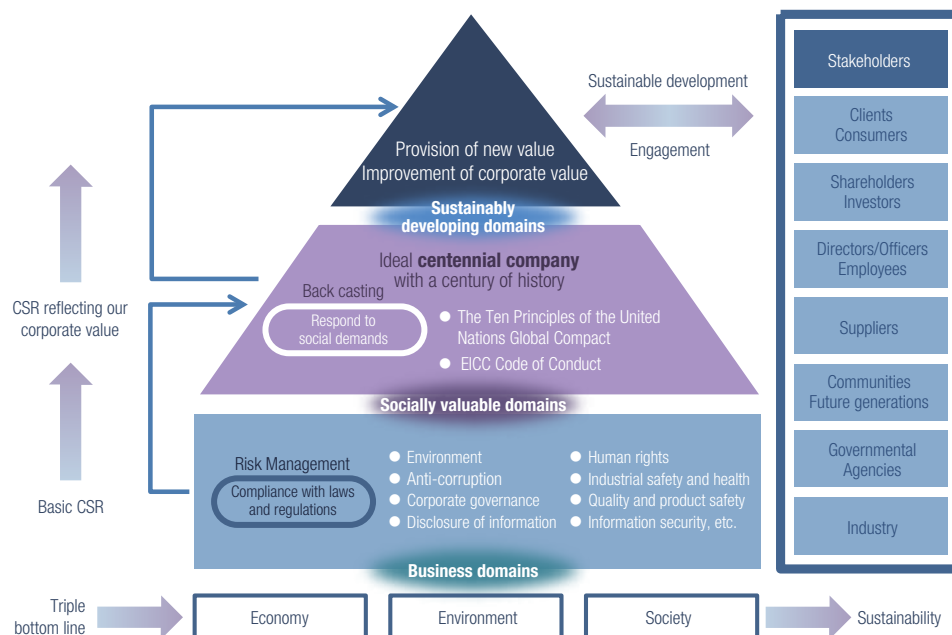 Stakeholders
Sustainable development
Clients
Consumers
Engagement
Provision of new value
Improvement of corporate value
Shareholders
Investors
Sustainably
developing domains
Directors/Officers
Employees
Ideal centennial company
with a century of history
Back casting
Respond to
social demands
The Ten Principles of the United
Nations Global Compact
EICC Code of Conduct
CSR reflecting our
corporate value
Suppliers
Communities
Future generations
Socially valuable domains
Governmental
Agencies
Risk Management
Compliance with laws
and regulations
Environment
Anti-corruption
Corporate governance
Disclosure of information
Human rights
Industrial safety and health
Quality and product safety
Information security, etc.
Basic CSR
Industry
Business domains
Triple
bottom line
Economy
Environment
Society
Sustainability